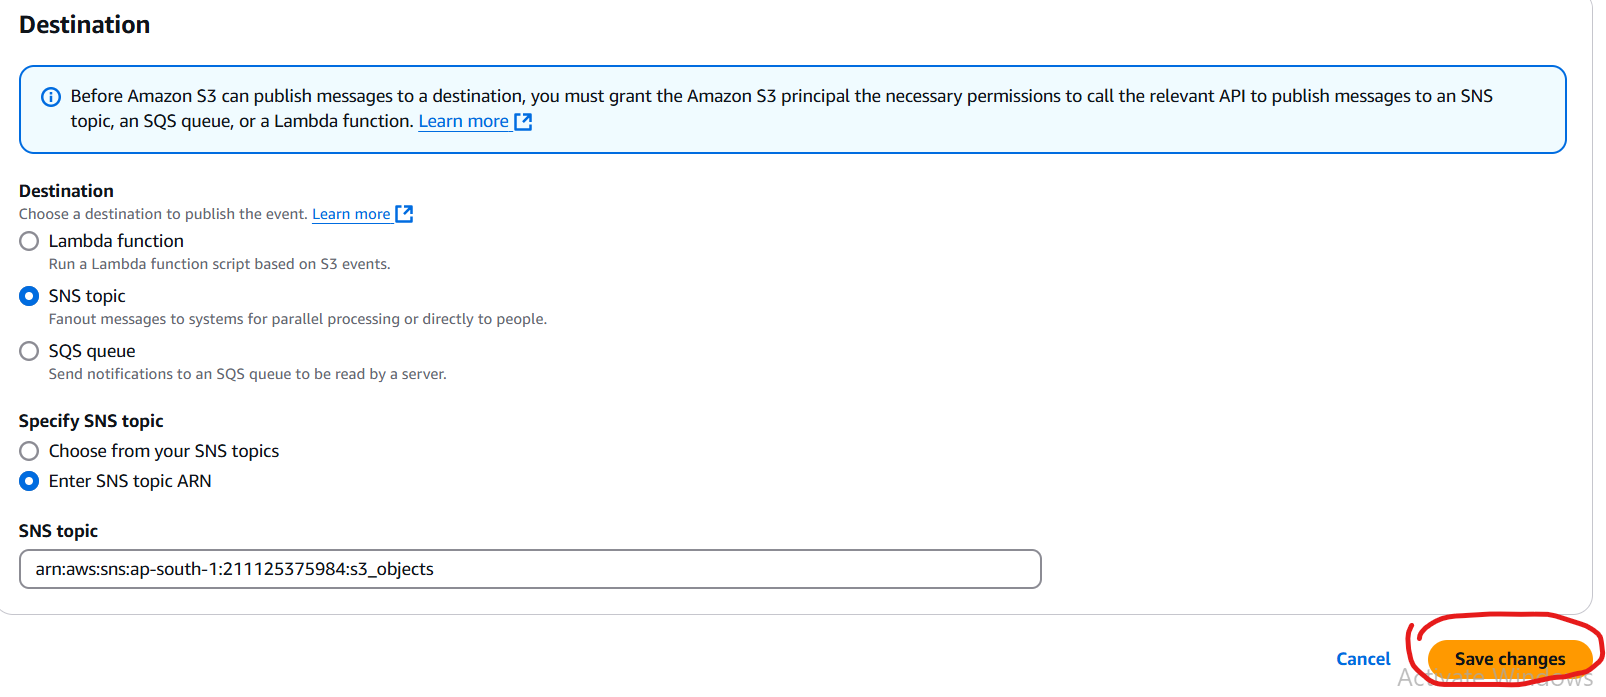 Destination
Before Amazon S3 can publish messages to a destination, you must grant the Amazon S3 principal the necessary permissions to call the relevant API to publish messages to an SNS
topic, an SQS queue, or a Lambda function. Learn more
Destination
Choose a destination to publish the event. Learn more
Lambda function
Run a Lambda function script based on S3 events.
SNS topic
Fanout messages to systems for parallel processing or directly to people.
SQS queue
Send notifications to an SQS queue to be read by a server.
Specify SNS topic
Choose from your SNS topics
Enter SNS topic ARN
SNS topic
arn:aws:sns:ap-south-1:211125375984:s3_objects
Cancel Save changes
Activate Windows